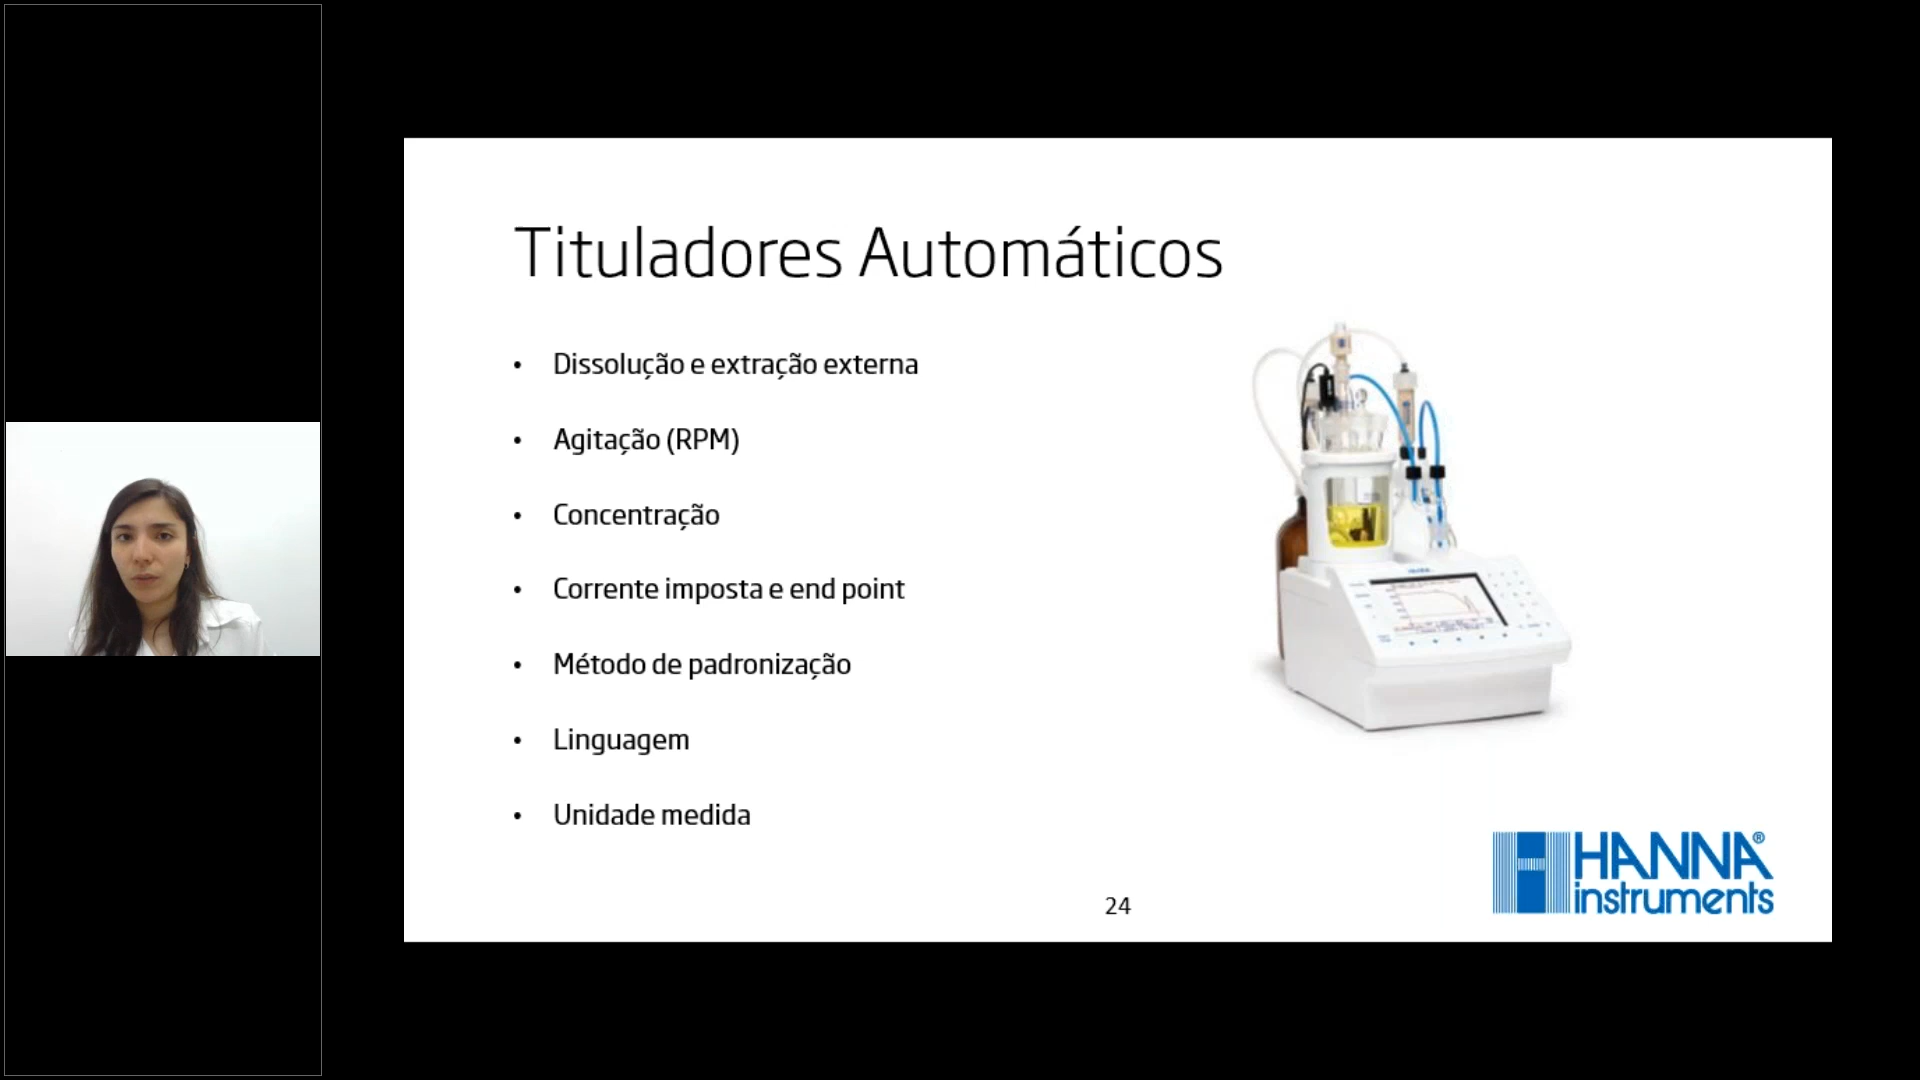 Tituladores Automáticos
• Dissolução e extração externa
• Agitação (RPM)
• Concentração
• Corrente imposta e end point
• Método de padronização
• Linguagem
• Unidade medida
24
HANNA®
instruments